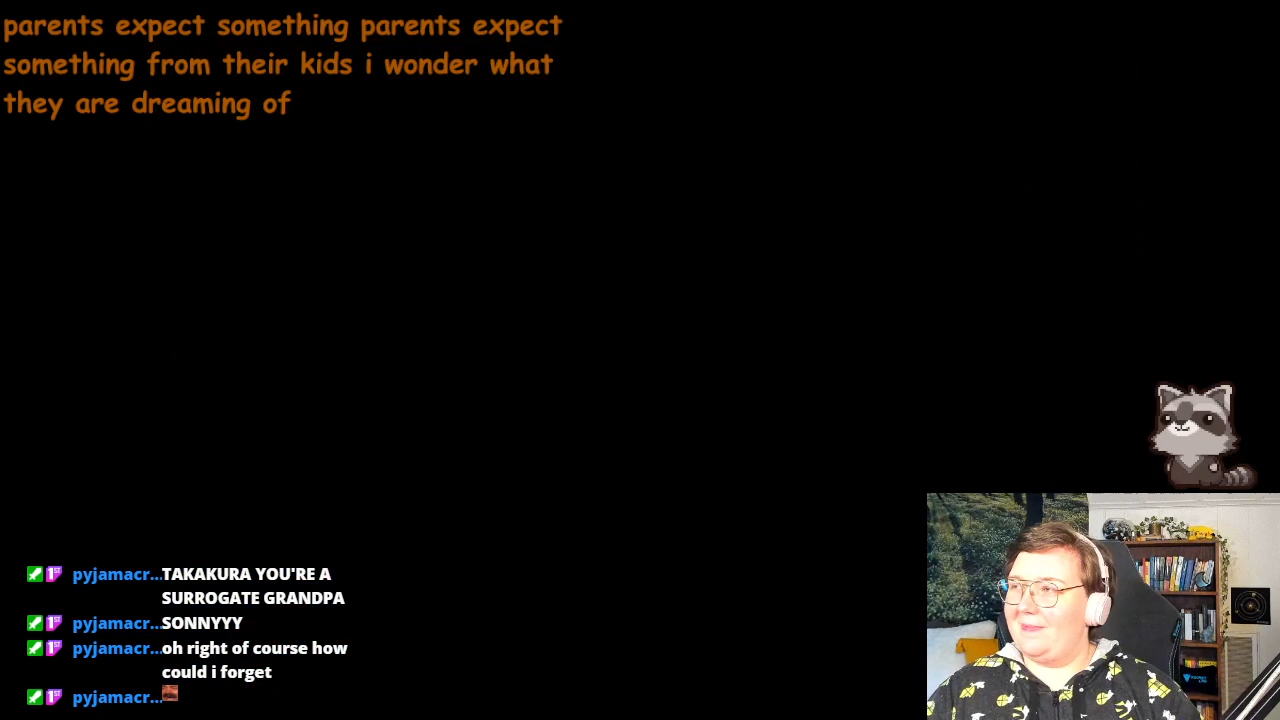 parents expect something parents expect
something from their kids i wonder what
they are dreaming of
pyjamacr...TAKAKURA YOU'RE A
SURROGATE GRANDPA
pyjamacr...SONNYYY
pyjamacr...oh right of course how
could i forget
pyjamacr...